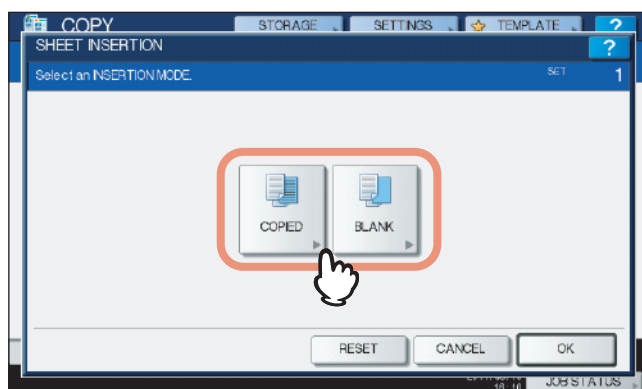 COPY STORAGE SETTINGS TEMPLATE ?
SHEET INSERTION ?
Select an INSERTION MODE. SET 1
COPIED BLANK
RESET CANCEL OK
JOB STATUS